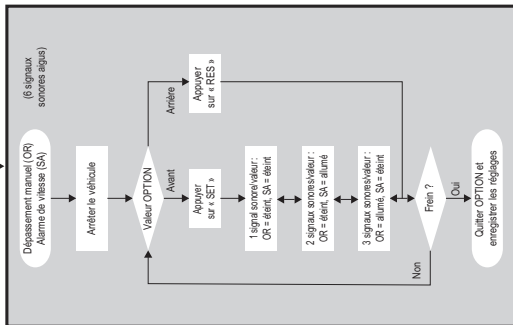 Dépassement manuel (OR)
Alarme de vitesse (SA)
(6 signaux
sonores aigus)
Arrêter le véhicule
Valeur OPTION
Avant
Arrière
Appuyer
sur « SET »
Appuyer
sur « RES »
1 signal sonore/valeur :
OR = éteint, SA = éteint
2 signaux sonores/valeur :
OR = éteint, SA = allumé
3 signaux sonores/valeur :
OR = allumé, SA = éteint
Frein ?
Non
Oui
Quitter OPTION et
enregistrer les réglages